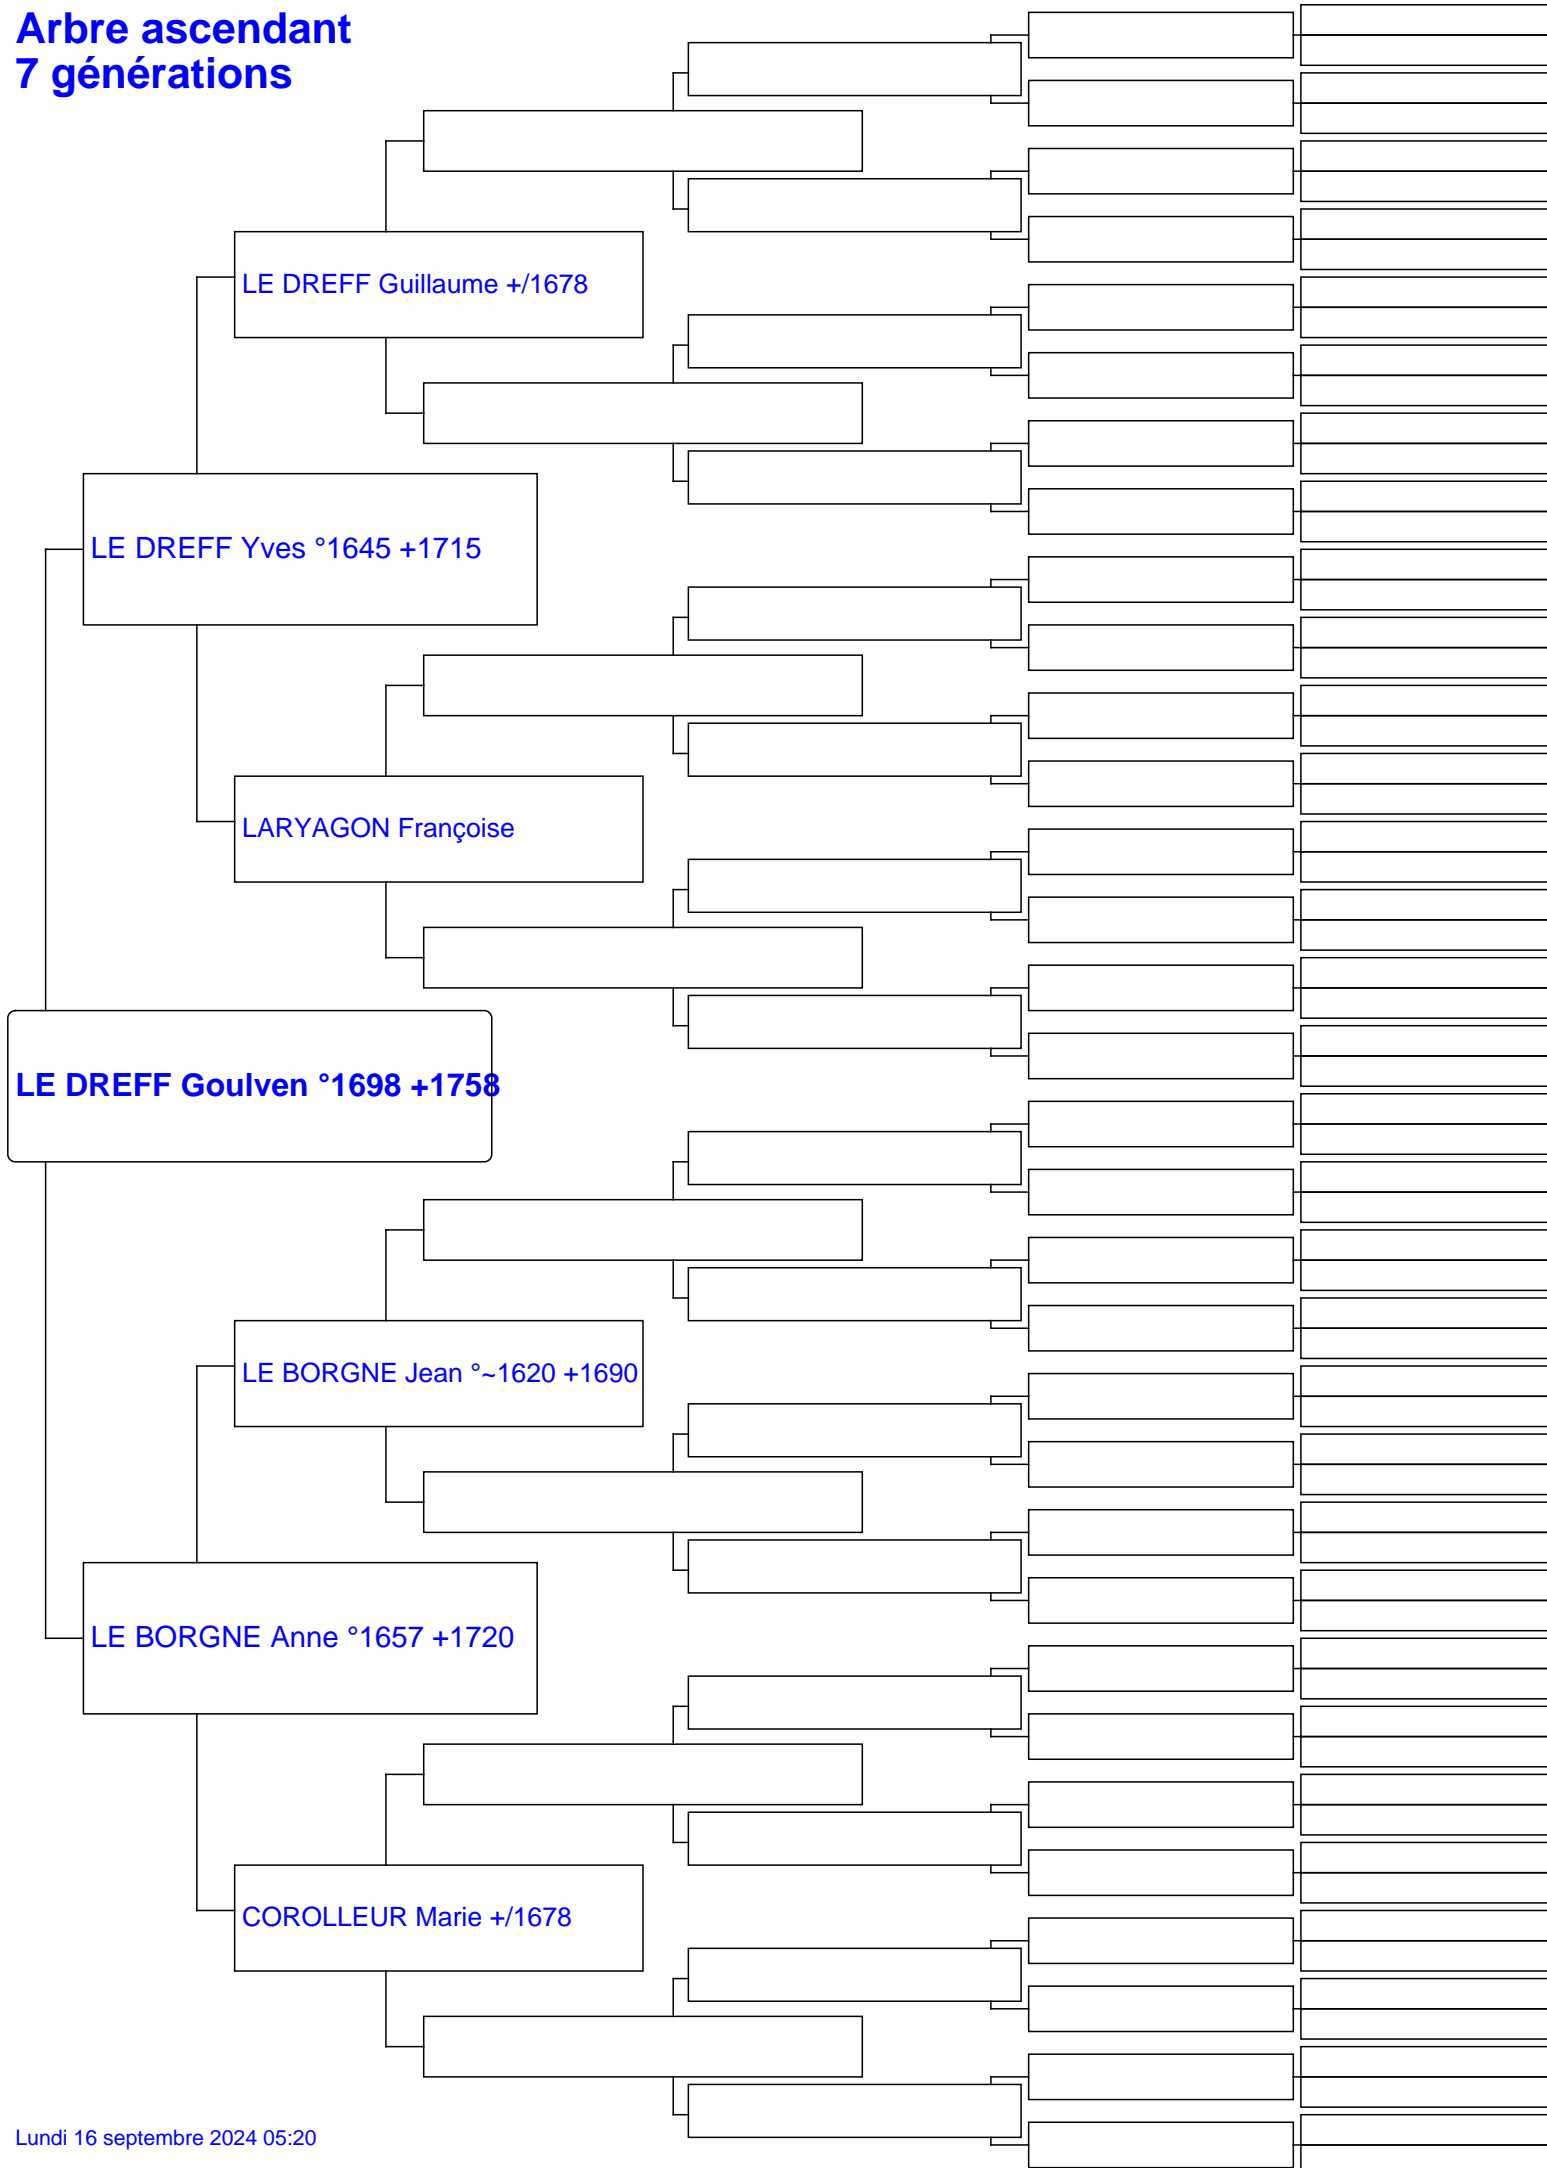 Arbre ascendant
7 générations
LE DREFF Guillaume +/1678
LE DREFF Yves °1645 +1715
LARYAGON Françoise
LE DREFF Goulven °1698 +1758
LE BORGNE Jean °~1620 +1690
LE BORGNE Anne °1657 +1720
COROLLEUR Marie +/1678
Lundi 16 septembre 2024 05:20